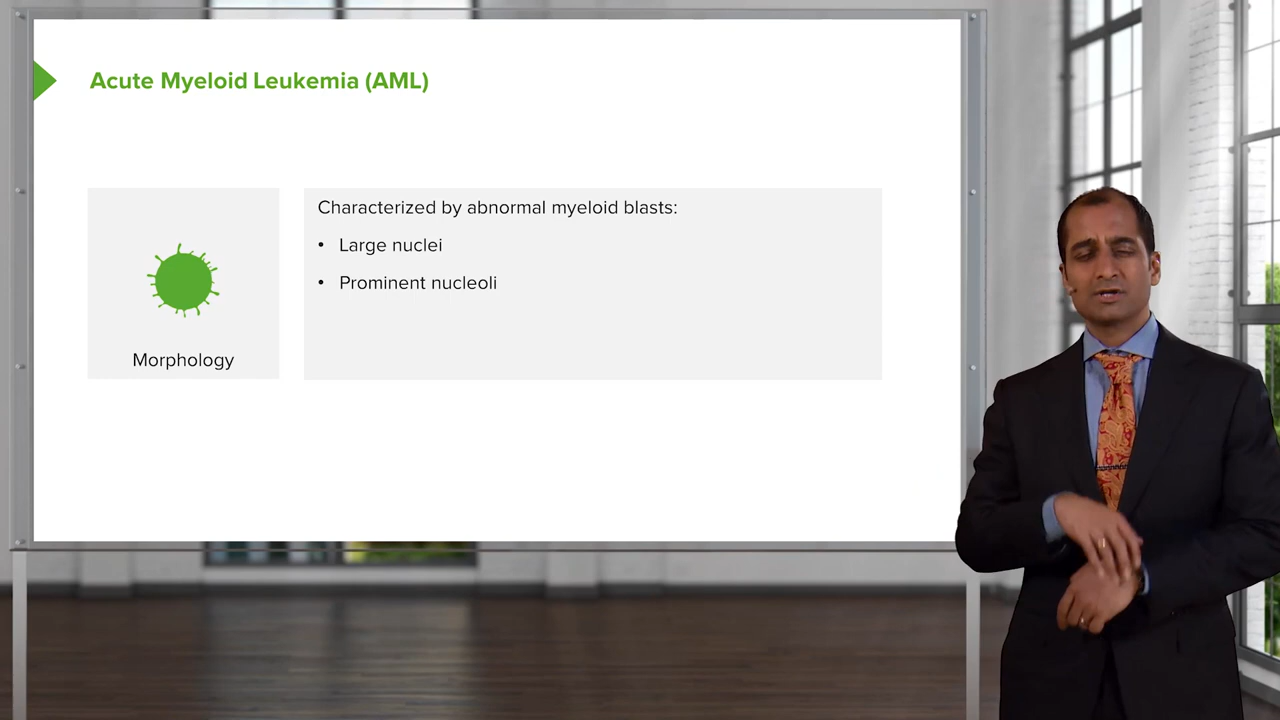 Acute Myeloid Leukemia (AML)
Characterized by abnormal myeloid blasts:
• Large nuclei
• Prominent nucleoli
Morphology